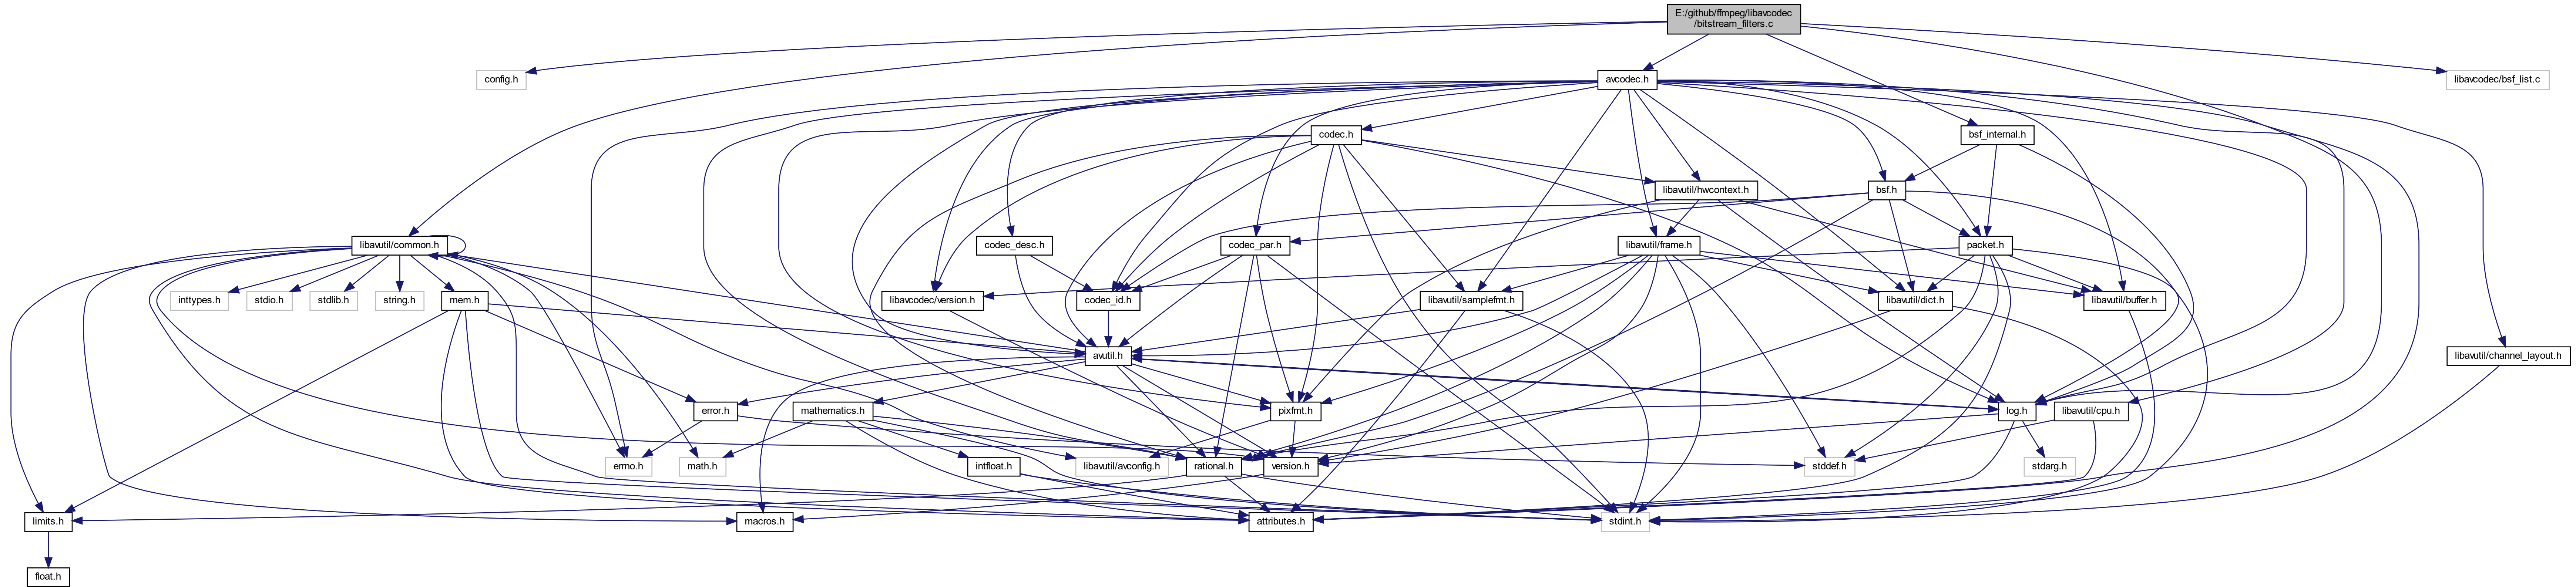 E:/github/ffmpeg/libavcodec
/bitstream_filters.c
config.h
avcodec.h
libavcodec/bsf_list.c
codec.h
bsf_internal.h
libavutil/hwcontext.h
bsf.h
libavutil/common.h
codec_desc.h
codec_par.h
libavutil/frame.h
packet.h
inttypes.h
stdio.h
stdlib.h
string.h
mem.h
libavcodec/version.h
codec_id.h
libavutil/samplefmt.h
libavutil/dict.h
libavutil/buffer.h
avutil.h
libavutil/channel_layout.h
error.h
mathematics.h
pixfmt.h
log.h
libavutil/cpu.h
errno.h
math.h
intfloat.h
libavutil/avconfig.h
rational.h
version.h
stddef.h
stdarg.h
limits.h
macros.h
attributes.h
stdint.h
float.h